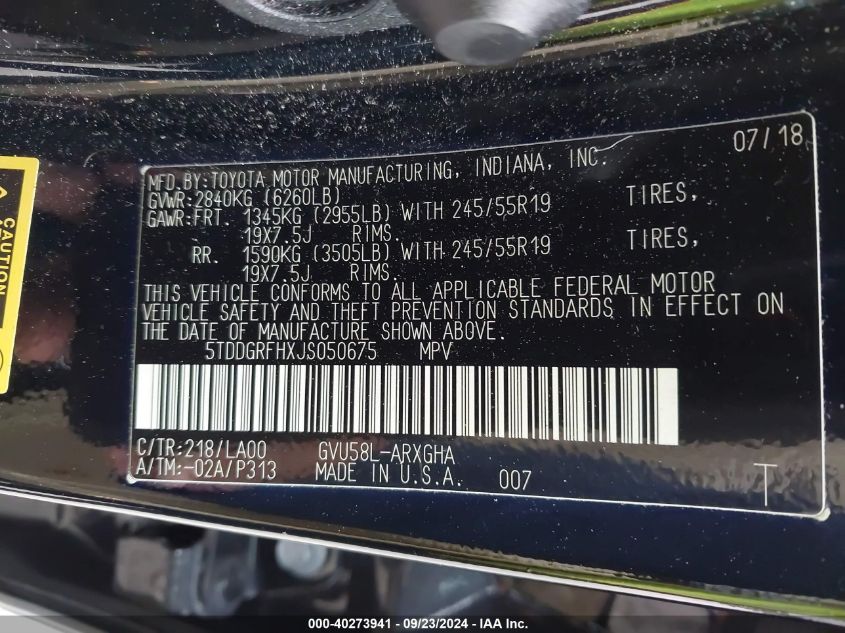 07/18
MFD.BY:TOYOTA MOTOR MANUFACTURING, INDIANA, INC.
GVWR:2840KG (6260LB)
GAWR:FRT. 1345KG (2955LB) WITH 245/55R19 TIRES,
19X7.5J RIMS.
RR. 1590KG (3505LB) WITH 245/55R19 TIRES,
19X7.5J RIMS.
THIS VEHICLE CONFORMS TO ALL APPLICABLE FEDERAL MOTOR
VEHICLE SAFETY AND THEFT PREVENTION STANDARDS IN EFFECT ON
THE DATE OF MANUFACTURE SHOWN ABOVE.
5TDDGRFHXJS050675 MPV
C/TR:218/LA00 GVU58L-ARXGHA
A/TM:-02A/P313 MADE IN U.S.A. 007 T
CAUTION
000-40273941 - 09/23/2024 - IAA Inc.